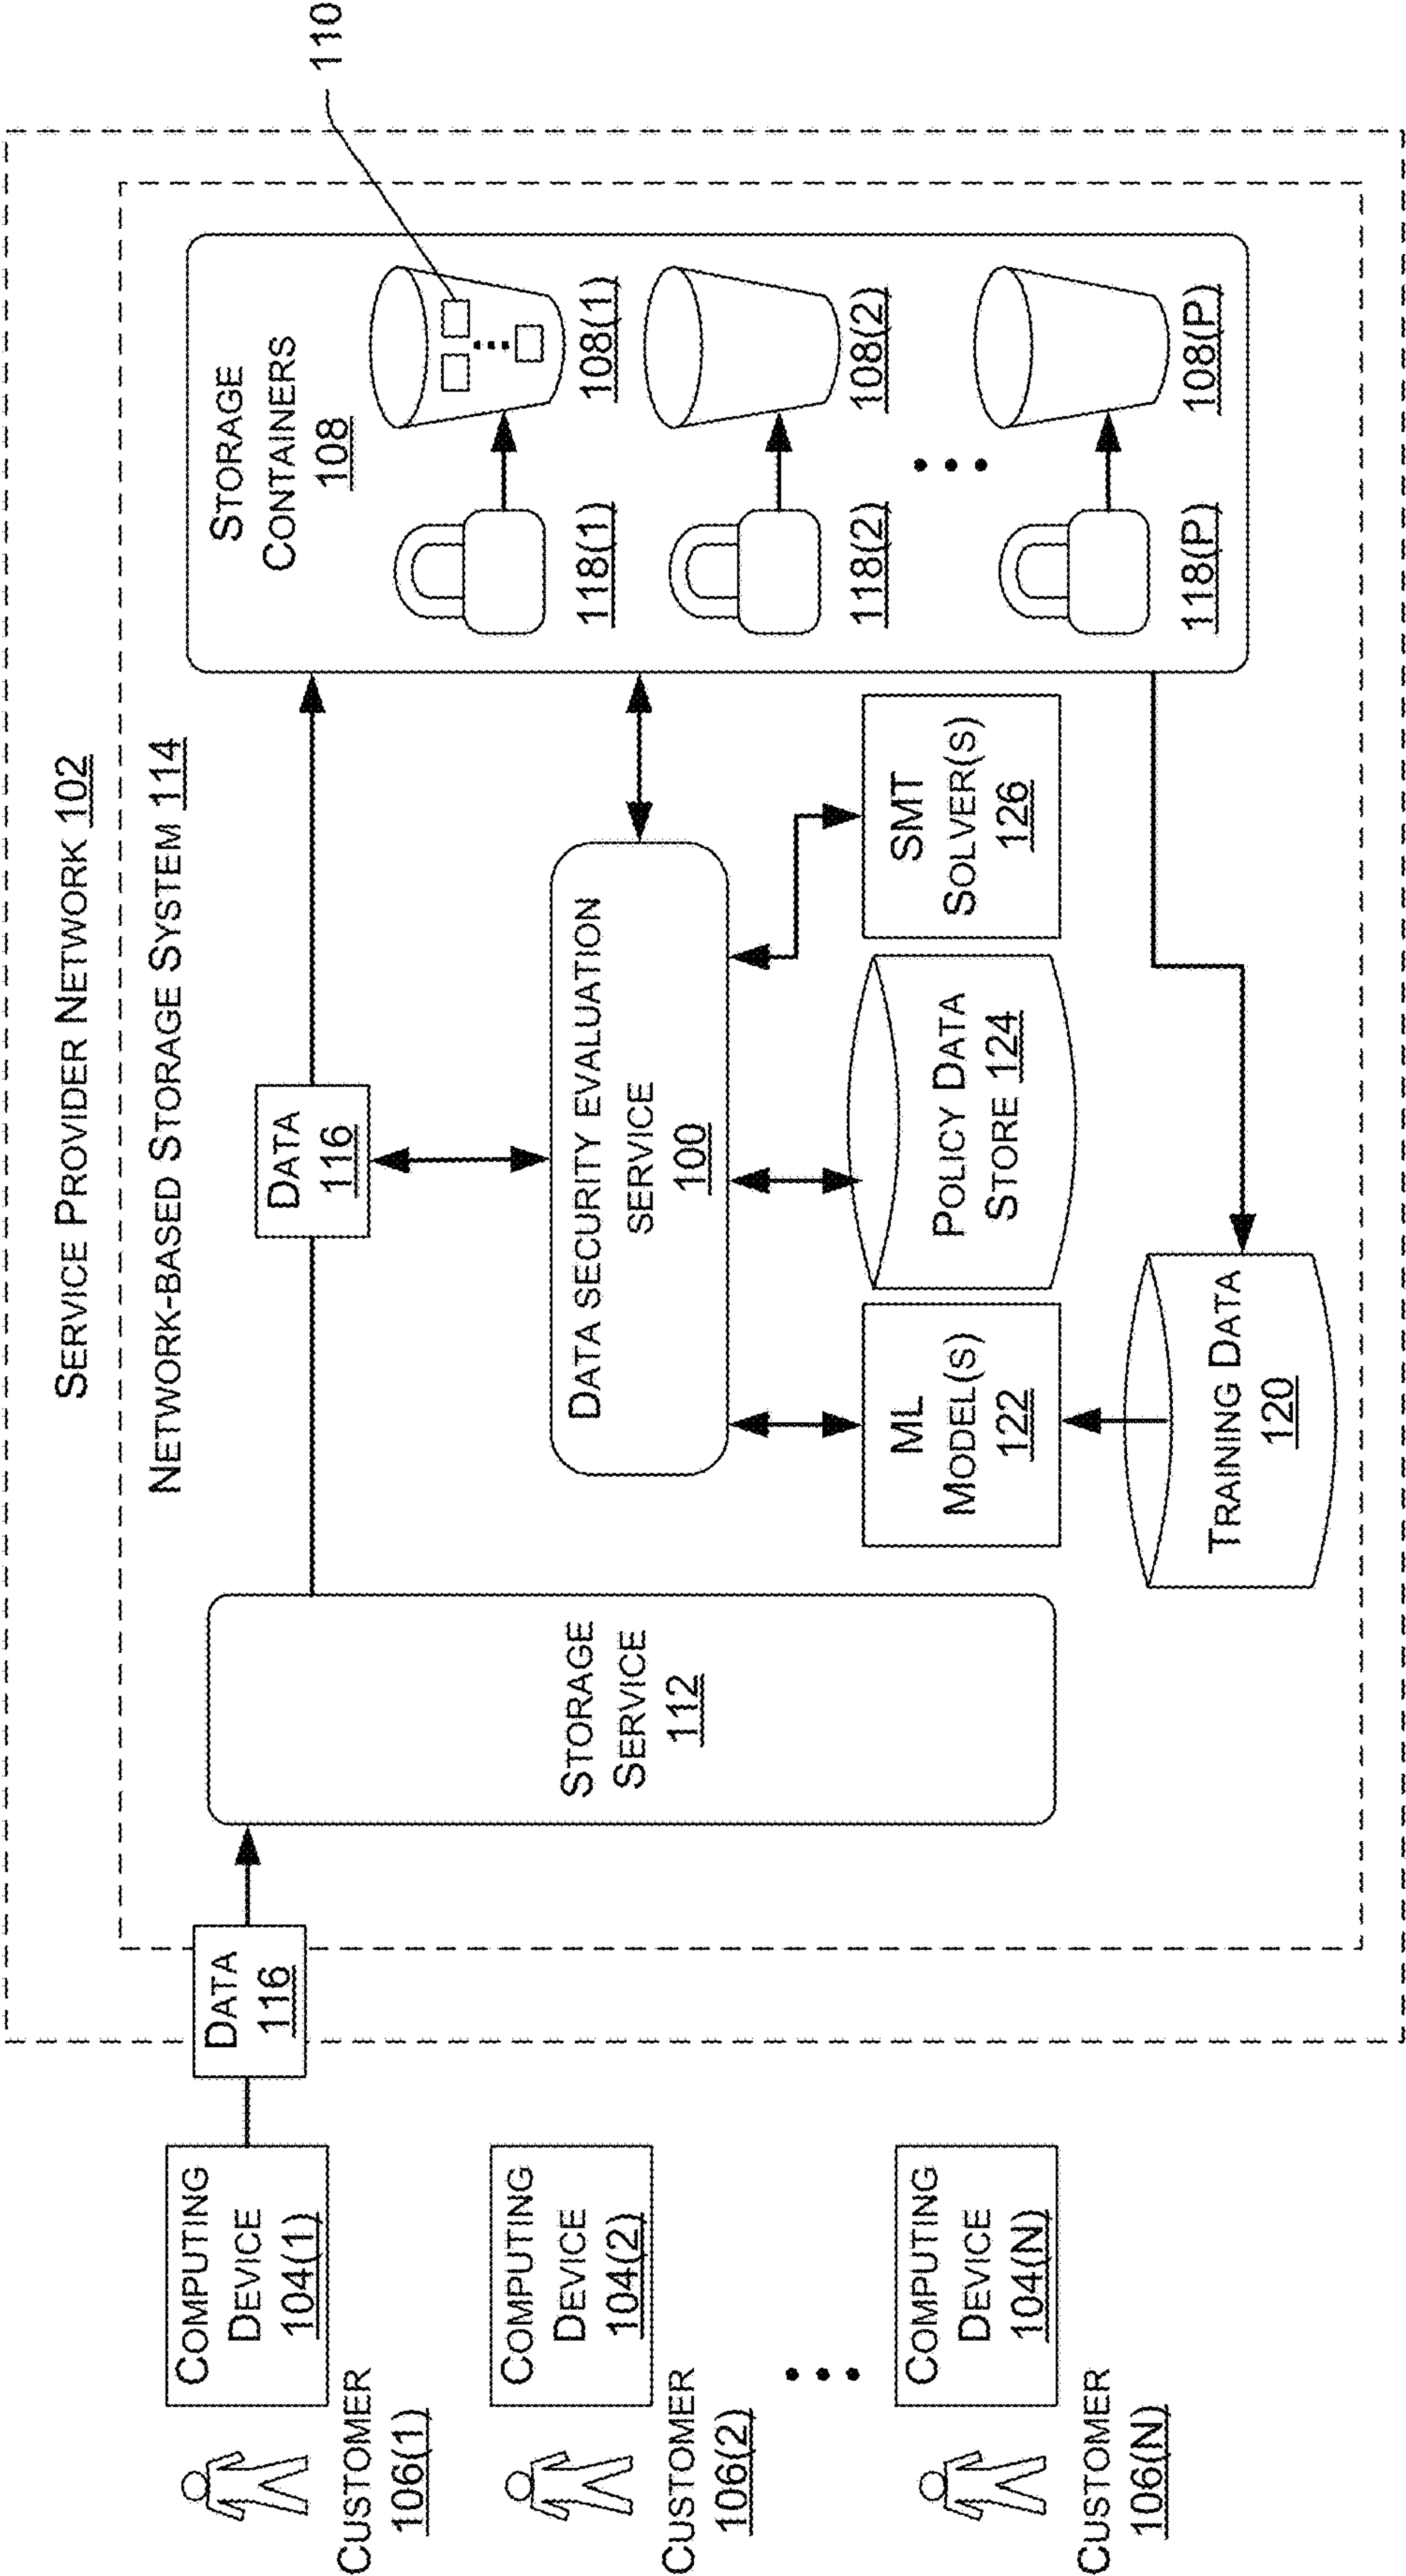 SERVICE PROVIDER NETWORK 102
NETWORK-BASED STORAGE SYSTEM 114
COMPUTING
DEVICE
104(1)
CUSTOMER
106(1)
COMPUTING
DEVICE
104(2)
CUSTOMER
106(2)
COMPUTING
DEVICE
104(N)
CUSTOMER
106(N)
DATA
116
STORAGE
SERVICE
112
DATA
116
DATA SECURITY EVALUATION
SERVICE
100
ML
MODEL(S)
122
POLICY DATA
STORE 124
SMT
SOLVER(S)
126
TRAINING DATA
120
STORAGE
CONTAINERS
108
110
118(1)
108(1)
118(2)
108(2)
118(P)
108(P)